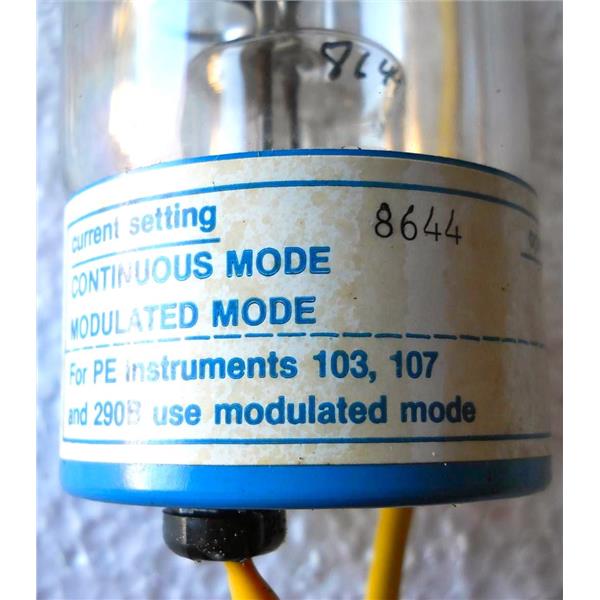 864
current setting 8644
CONTINUOUS MODE
MODULATED MODE
For PE instruments 103, 107
and 290B use modulated mode